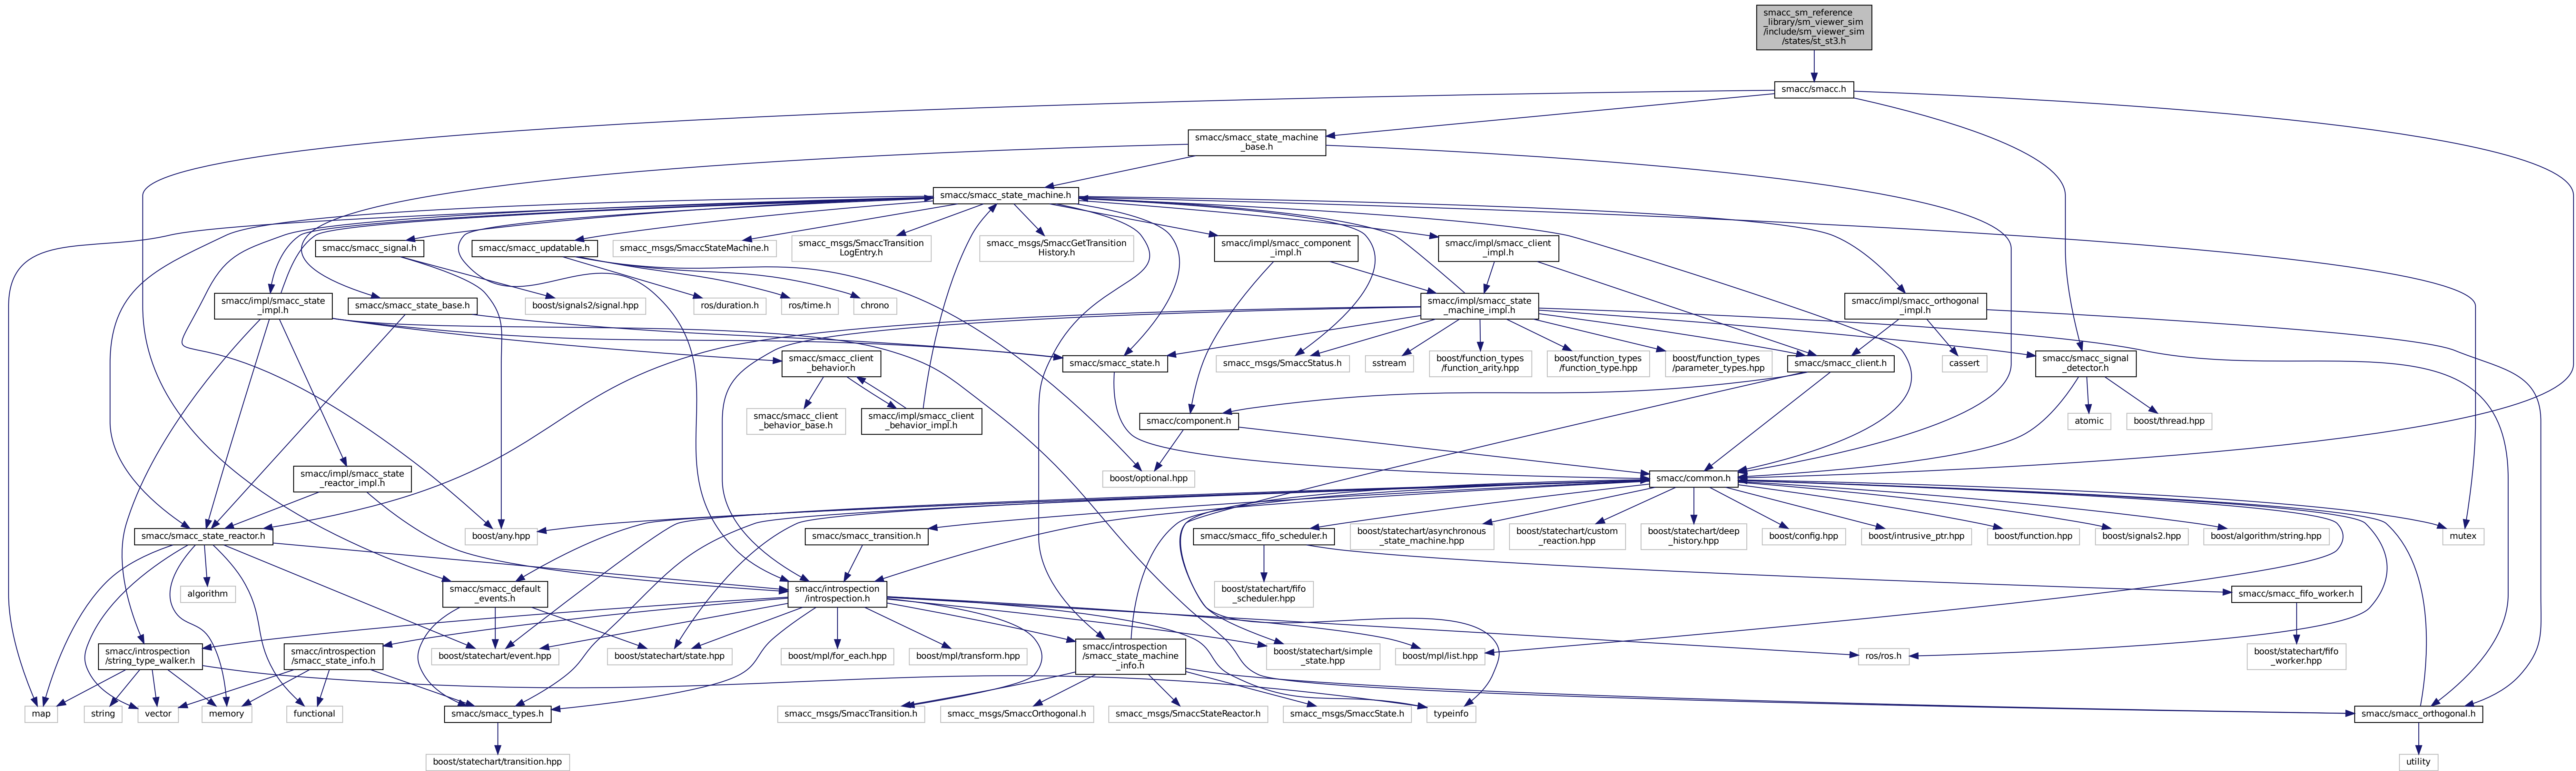 smacc_sm_reference
_library/sm_viewer_sim
/include/sm_viewer_sim
/states/st_st3.h
smacc/smacc.h
smacc/smacc_state_machine
_base.h
smacc/smacc_state_machine.h
smacc/smacc_signal.h
smacc/smacc_updatable.h
smacc_msgs/SmaccStateMachine.h
smacc_msgs/SmaccTransition
LogEntry.h
smacc_msgs/SmaccGetTransition
History.h
smacc/impl/smacc_component
_impl.h
smacc/impl/smacc_client
_impl.h
smacc/impl/smacc_state
_impl.h
smacc/smacc_state_base.h
boost/signals2/signal.hpp
ros/duration.h
ros/time.h
chrono
smacc/impl/smacc_state
_machine_impl.h
smacc/impl/smacc_orthogonal
_impl.h
smacc/smacc_client
_behavior.h
smacc/smacc_state.h
smacc_msgs/SmaccStatus.h
sstream
boost/function_types
/function_arity.hpp
boost/function_types
/function_type.hpp
boost/function_types
/parameter_types.hpp
smacc/smacc_client.h
cassert
smacc/smacc_signal
_detector.h
smacc/smacc_client
_behavior_base.h
smacc/impl/smacc_client
_behavior_impl.h
smacc/component.h
atomic
boost/thread.hpp
smacc/impl/smacc_state
_reactor_impl.h
boost/optional.hpp
smacc/common.h
smacc/smacc_state_reactor.h
boost/any.hpp
smacc/smacc_transition.h
smacc/smacc_fifo_scheduler.h
boost/statechart/asynchronous
_state_machine.hpp
boost/statechart/custom
_reaction.hpp
boost/statechart/deep
_history.hpp
boost/config.hpp
boost/intrusive_ptr.hpp
boost/function.hpp
boost/signals2.hpp
boost/algorithm/string.hpp
mutex
algorithm
smacc/smacc_default
_events.h
smacc/introspection
/introspection.h
boost/statechart/fifo
_scheduler.hpp
smacc/smacc_fifo_worker.h
smacc/introspection
/string_type_walker.h
smacc/introspection
/smacc_state_info.h
boost/statechart/event.hpp
boost/statechart/state.hpp
boost/mpl/for_each.hpp
boost/mpl/transform.hpp
smacc/introspection
/smacc_state_machine
_info.h
boost/statechart/simple
_state.hpp
boost/mpl/list.hpp
ros/ros.h
boost/statechart/fifo
_worker.hpp
map
string
vector
memory
functional
smacc/smacc_types.h
smacc_msgs/SmaccTransition.h
smacc_msgs/SmaccOrthogonal.h
smacc_msgs/SmaccStateReactor.h
smacc_msgs/SmaccState.h
typeinfo
smacc/smacc_orthogonal.h
boost/statechart/transition.hpp
utility